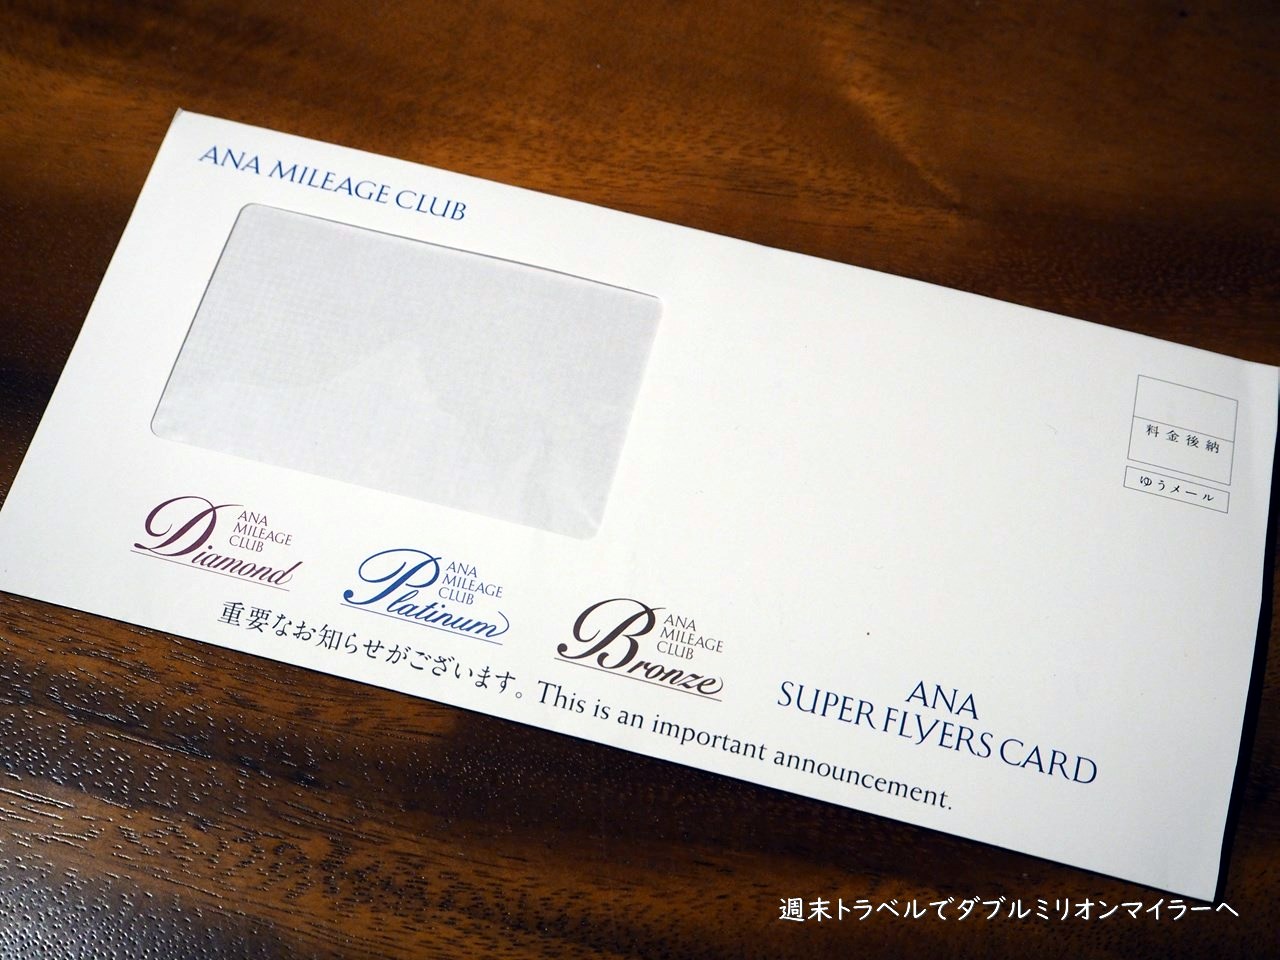 ANA MILEAGE CLUB
料金後納
ゆうメール
ANA
MILEAGE
CLUB
Diamond
ANA
MILEAGE
CLUB
Platinum
ANA
MILEAGE
CLUB
Bronze
ANA
SUPER FLYERS CARD
重要なお知らせがございます。This is an important announcement.
週末トラベルでダブルミリオンマイラーへ